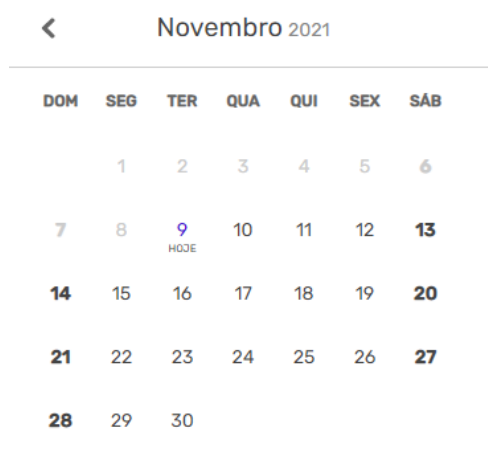 Novembro 2021
DOM SEG TER QUA QUI SEX SÁB
1 2 3 4 5 6
7 8 9 10 11 12 13
HOJE
14 15 16 17 18 19 20
21 22 23 24 25 26 27
28 29 30